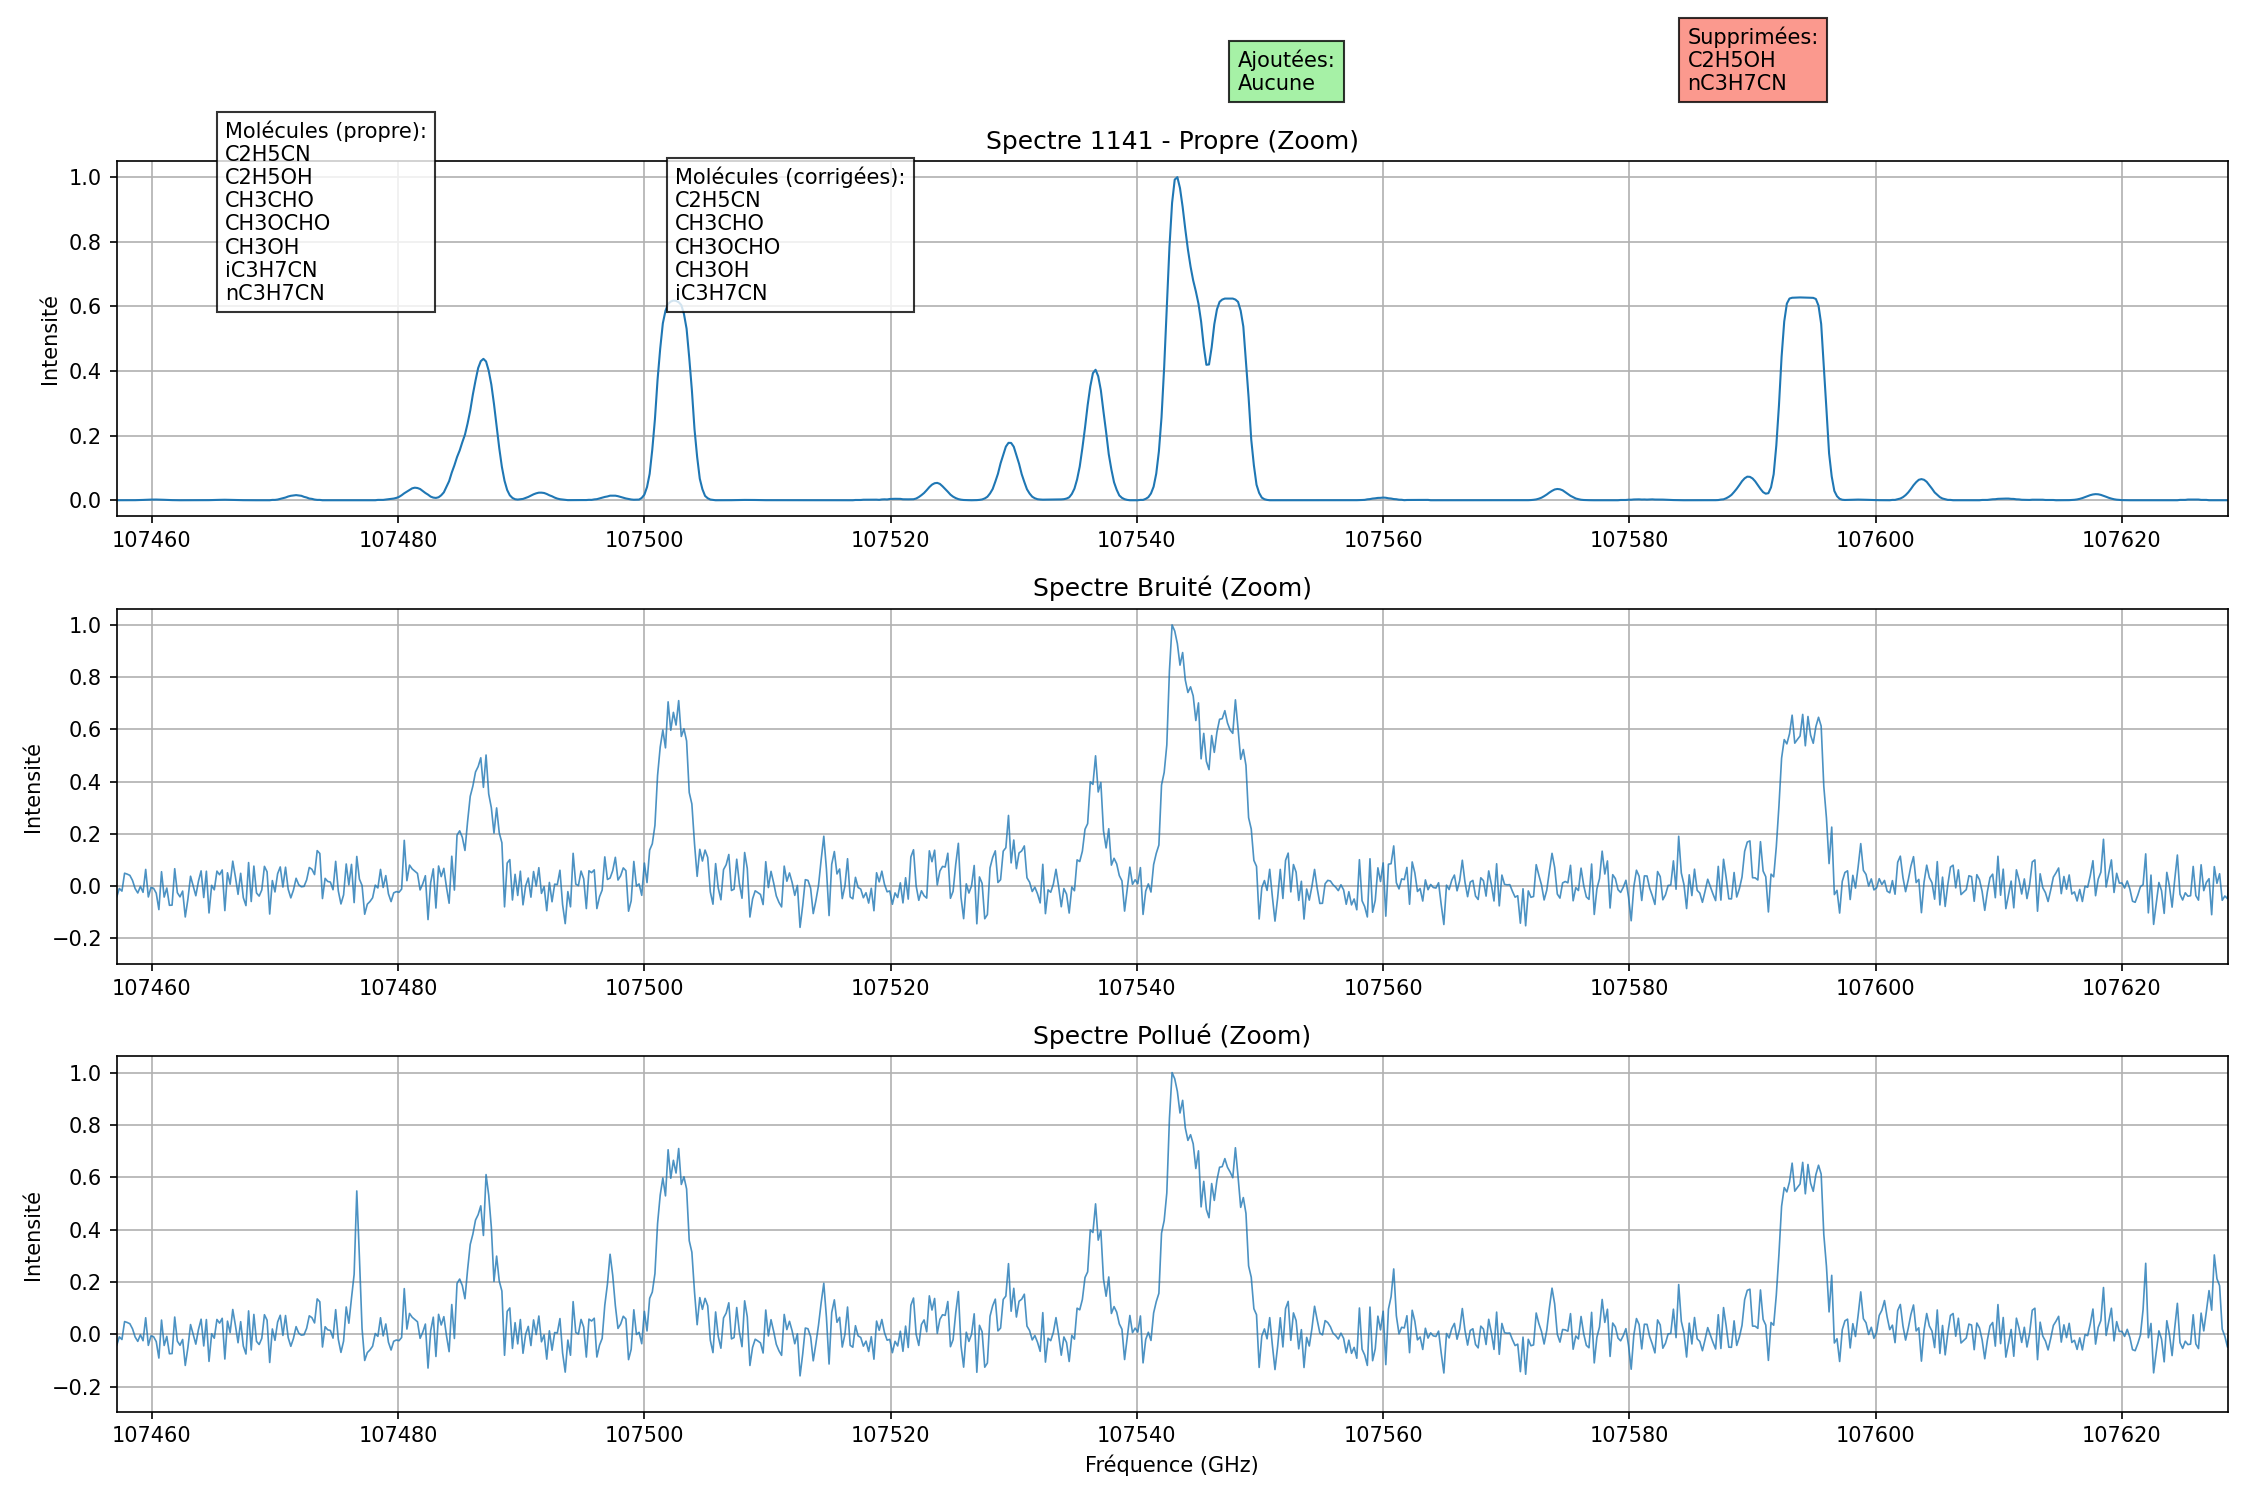 Supprimées:
C2H5OH
nC3H7CN
Ajoutées:
Aucune
Molécules (propre):
C2H5CN
C2H5OH
CH3CHO
CH3OCHO
CH3OH
iC3H7CN
nC3H7CN
Spectre 1141 - Propre (Zoom)
Molécules (corrigées):
C2H5CN
CH3CHO
CH3OCHO
CH3OH
iC3H7CN
Intensité
1.0
0.8
0.6
0.4
0.2
0.0
107460 107480 107500 107520 107540 107560 107580 107600 107620
Spectre Bruité (Zoom)
Intensité
1.0
0.8
0.6
0.4
0.2
0.0
−0.2
107460 107480 107500 107520 107540 107560 107580 107600 107620
Spectre Pollué (Zoom)
Intensité
1.0
0.8
0.6
0.4
0.2
0.0
−0.2
107460 107480 107500 107520 107540 107560 107580 107600 107620
Fréquence (GHz)